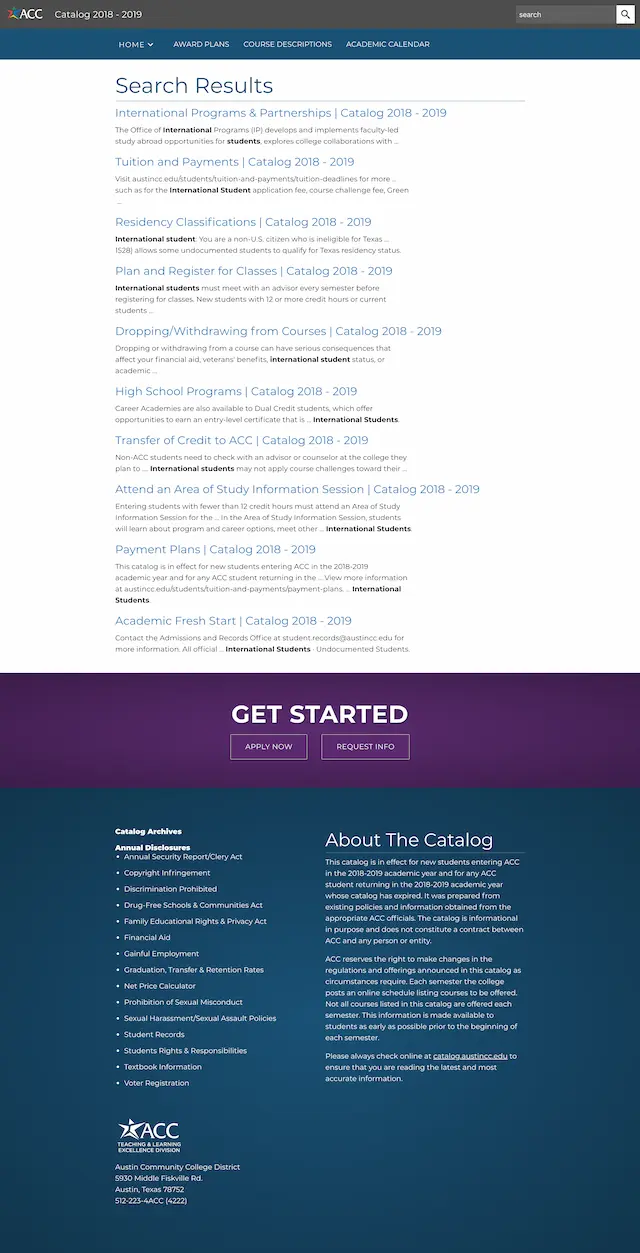 ACC Catalog 2018 - 2019
search
HOME
AWARD PLANS
COURSE DESCRIPTIONS
ACADEMIC CALENDAR
Search Results
International Programs & Partnerships | Catalog 2018 - 2019
The Office of International Programs (IP) develops and implements faculty-led
study abroad opportunities for students, explores college collaborations with ...
Tuition and Payments | Catalog 2018 - 2019
Visit austincc.edu/students/tuition-and-payments/tuition-deadlines for more ...
such as for the International Student application fee, course challenge fee, Green
...
Residency Classifications | Catalog 2018 - 2019
International student: You are a non-U.S. citizen who is ineligible for Texas ...
1528) allows some undocumented students to qualify for Texas residency status.
Plan and Register for Classes | Catalog 2018 - 2019
International students must meet with an advisor every semester before
registering for classes. New students with 12 or more credit hours or current
students ...
Dropping/Withdrawing from Courses | Catalog 2018 - 2019
Dropping or withdrawing from a course can have serious consequences that
affect your financial aid, veterans' benefits, international student status, or
academic ...
High School Programs | Catalog 2018 - 2019
Career Academies are also available to Dual Credit students, which offer
opportunities to earn an entry-level certificate that is ... International Students.
Transfer of Credit to ACC | Catalog 2018 - 2019
Non-ACC students need to check with an advisor or counselor at the college they
plan to .... International students may not apply course challenges toward their ...
Attend an Area of Study Information Session | Catalog 2018 - 2019
Entering students with fewer than 12 credit hours must attend an Area of Study
Information Session for the ... In the Area of Study Information Session, students
will learn about program and career options, meet other ... International Students.
Payment Plans | Catalog 2018 - 2019
This catalog is in effect for new students entering ACC in the 2018-2019
academic year and for any ACC student returning in the ... View more information
at austincc.edu/students/tuition-and-payments/payment-plans. ... International
Students.
Academic Fresh Start | Catalog 2018 - 2019
Contact the Admissions and Records Office at student.records@austincc.edu for
more information. All official ... International Students · Undocumented Students.
GET STARTED
APPLY NOW
REQUEST INFO
Catalog Archives
Annual Disclosures
• Annual Security Report/Clery Act
• Copyright Infringement
• Discrimination Prohibited
• Drug-Free Schools & Communities Act
• Family Educational Rights & Privacy Act
• Financial Aid
• Gainful Employment
• Graduation, Transfer & Retention Rates
• Net Price Calculator
• Prohibition of Sexual Misconduct
• Sexual Harassment/Sexual Assault Policies
• Student Records
• Students Rights & Responsibilities
• Textbook Information
• Voter Registration
About The Catalog
This catalog is in effect for new students entering ACC
in the 2018-2019 academic year and for any ACC
student returning in the 2018-2019 academic year
whose catalog has expired. It was prepared from
existing policies and information obtained from the
appropriate ACC officials. The catalog is informational
in purpose and does not constitute a contract between
ACC and any person or entity.
ACC reserves the right to make changes in the
regulations and offerings announced in this catalog as
circumstances require. Each semester the college
posts an online schedule listing courses to be offered.
Not all courses listed in this catalog are offered each
semester. This information is made available to
students as early as possible prior to the beginning of
each semester.
Please always check online at catalog.austincc.edu to
ensure that you are reading the latest and most
accurate information.
ACC
TEACHING & LEARNING
EXCELLENCE DIVISION
Austin Community College District
5930 Middle Fiskville Rd.
Austin, Texas 78752
512-223-4ACC (4222)